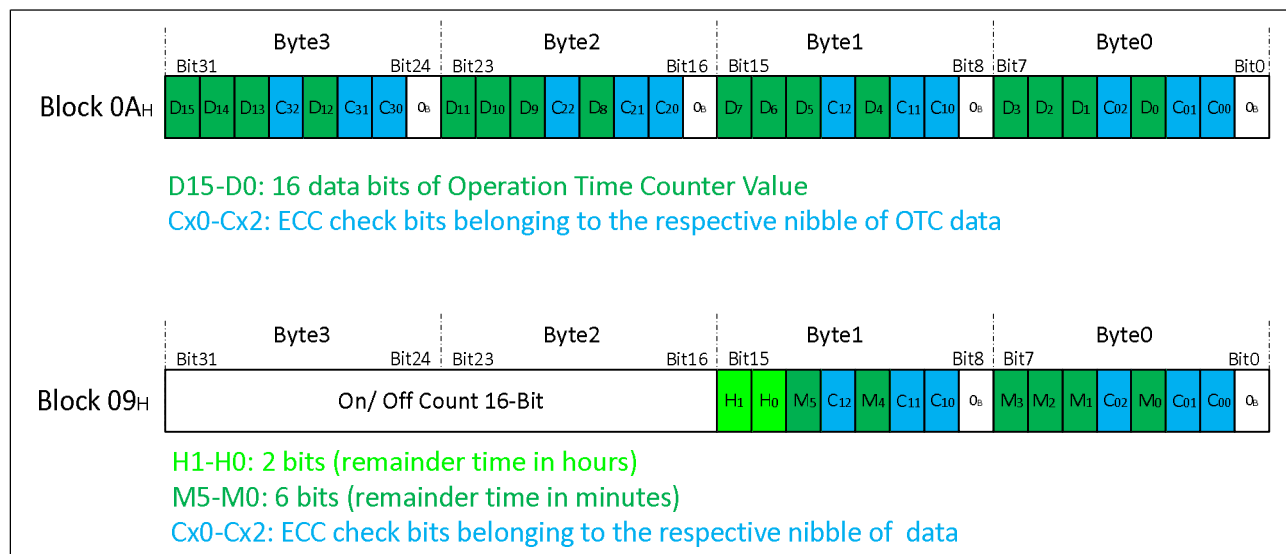 Byte3 Byte2 Byte1 Byte0
Bit31 Bit24 Bit23 Bit16 Bit15 Bit8 Bit7 Bit0
Block 0AH D15 D14 D13 C32 D12 C31 C30 0B D11 D10 D9 C22 D8 C21 C20 0B D7 D6 D5 C12 D4 C11 C10 0B D3 D2 D1 C02 D0 C01 C00 0B
D15-D0: 16 data bits of Operation Time Counter Value
Cx0-Cx2: ECC check bits belonging to the respective nibble of OTC data
Byte3 Byte2 Byte1 Byte0
Bit31 Bit24 Bit23 Bit16 Bit15 Bit8 Bit7 Bit0
Block 09H On/ Off Count 16-Bit H1 H0 M5 C12 M4 C11 C10 0B M3 M2 M1 C02 M0 C01 C00 0B
H1-H0: 2 bits (remainder time in hours)
M5-M0: 6 bits (remainder time in minutes)
Cx0-Cx2: ECC check bits belonging to the respective nibble of data